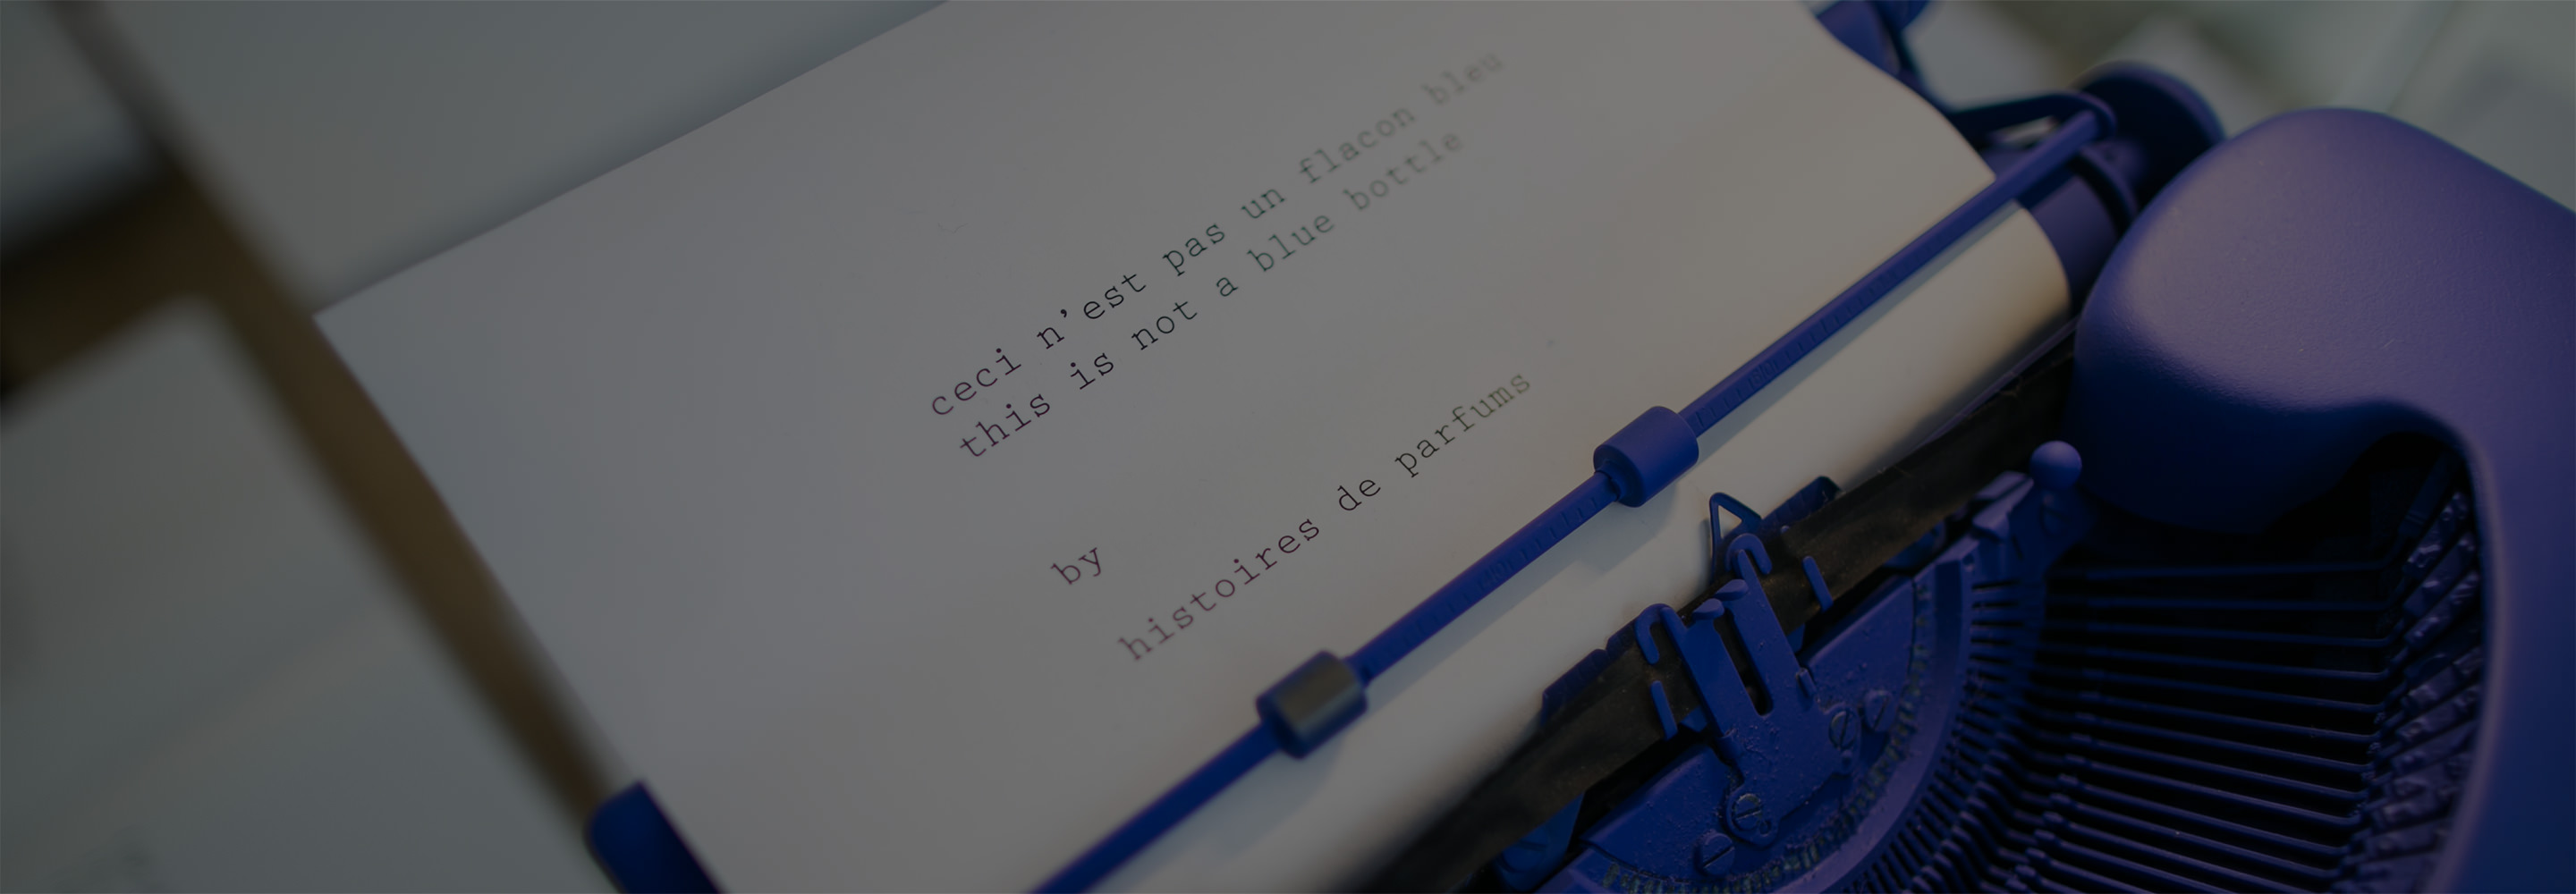 ceci n'est pas un flacon bleu
this is not a blue bottle
by
histoires de parfums